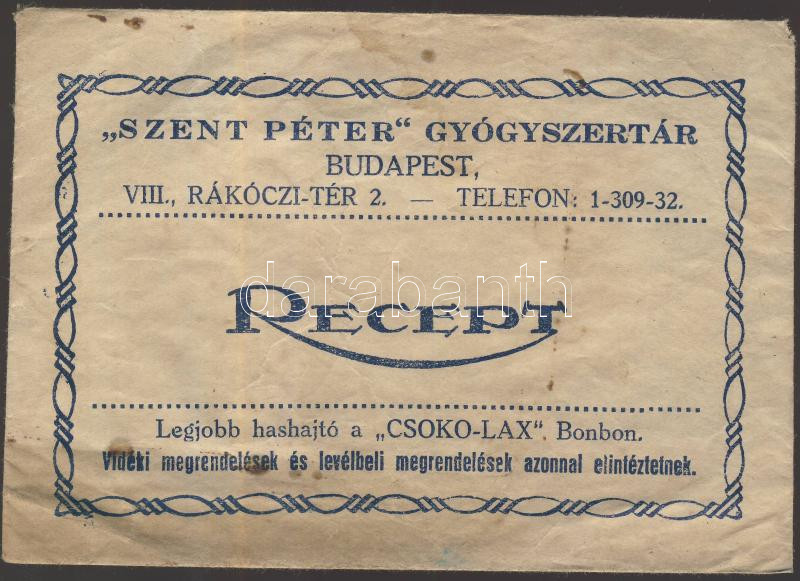 „SZENT PÉTER“ GYÓGYSZERTÁR
BUDAPEST,
VIII., RÁKÓCZI-TÉR 2. — TELEFON: 1-309-32.
RECEPT
darabanth
Legjobb hashajtó a „CSOKO-LAX“. Bonbon.
Vidéki megrendelések és levélbeli megrendelések azonnal elintéztetnek.